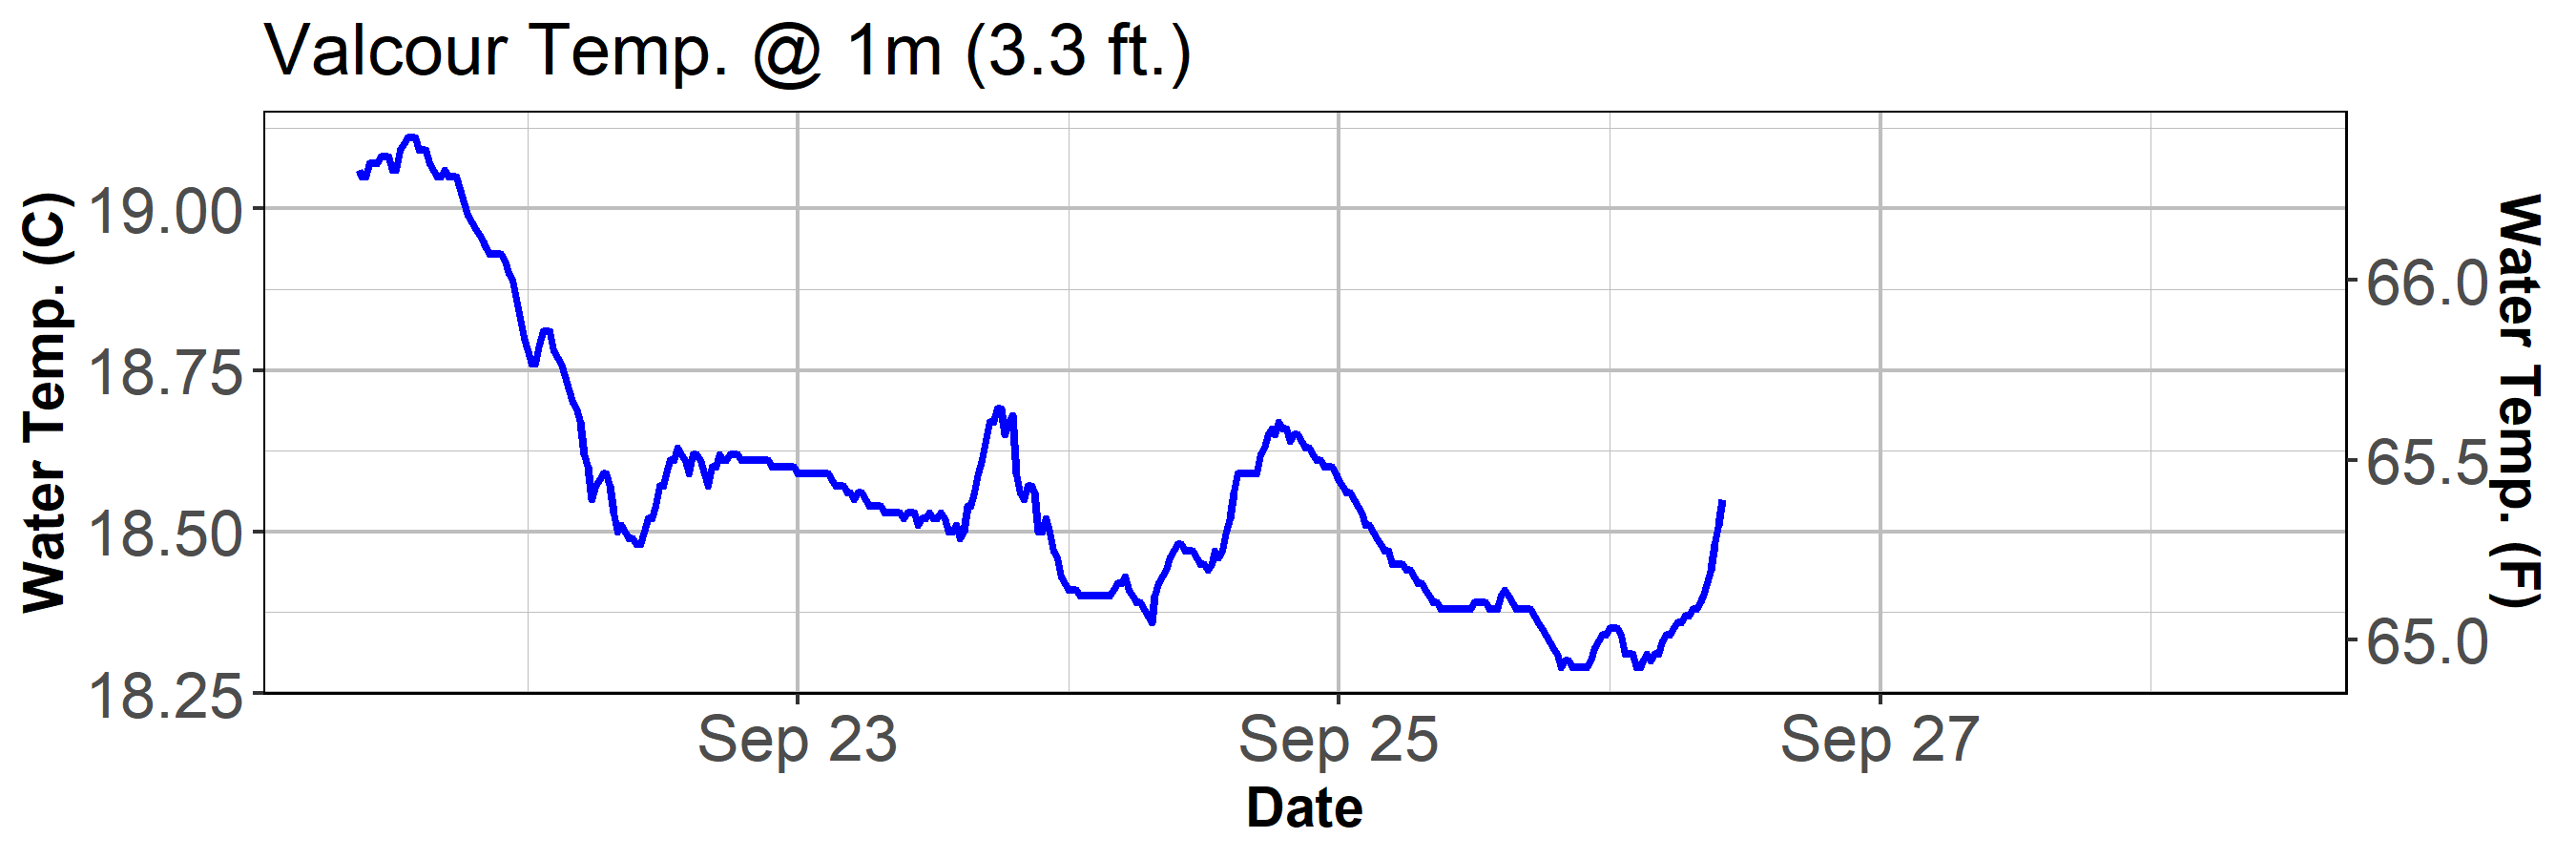 Valcour Temp. @ 1m (3.3 ft.)
Water Temp. (C)
19.00
18.75
18.50
18.25
66.0
65.5
65.0
Water Temp. (F)
Sep 23
Sep 25
Sep 27
Date